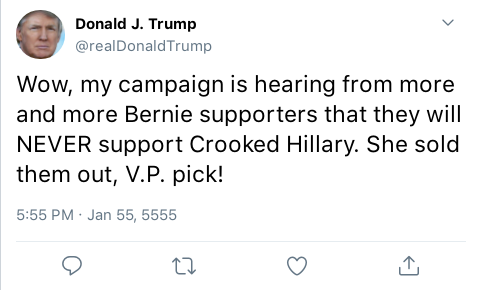 Donald J. Trump
@realDonaldTrump
Wow, my campaign is hearing from more
and more Bernie supporters that they will
NEVER support Crooked Hillary. She sold
them out, V.P. pick!
5:55 PM · Jan 55, 5555